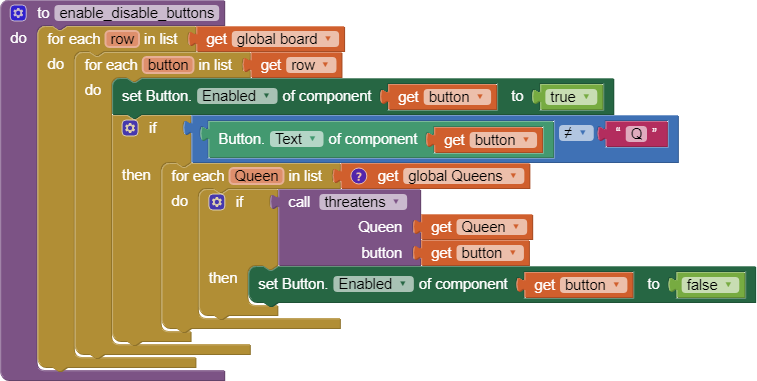 to enable_disable_buttons
do for each row in list get global board
do for each button in list get row
do set Button. Enabled of component get button to true
if Button. Text of component get button ≠ " Q "
then for each Queen in list ? get global Queens
do if call threatens
Queen get Queen
button get button
then set Button. Enabled of component get button to false